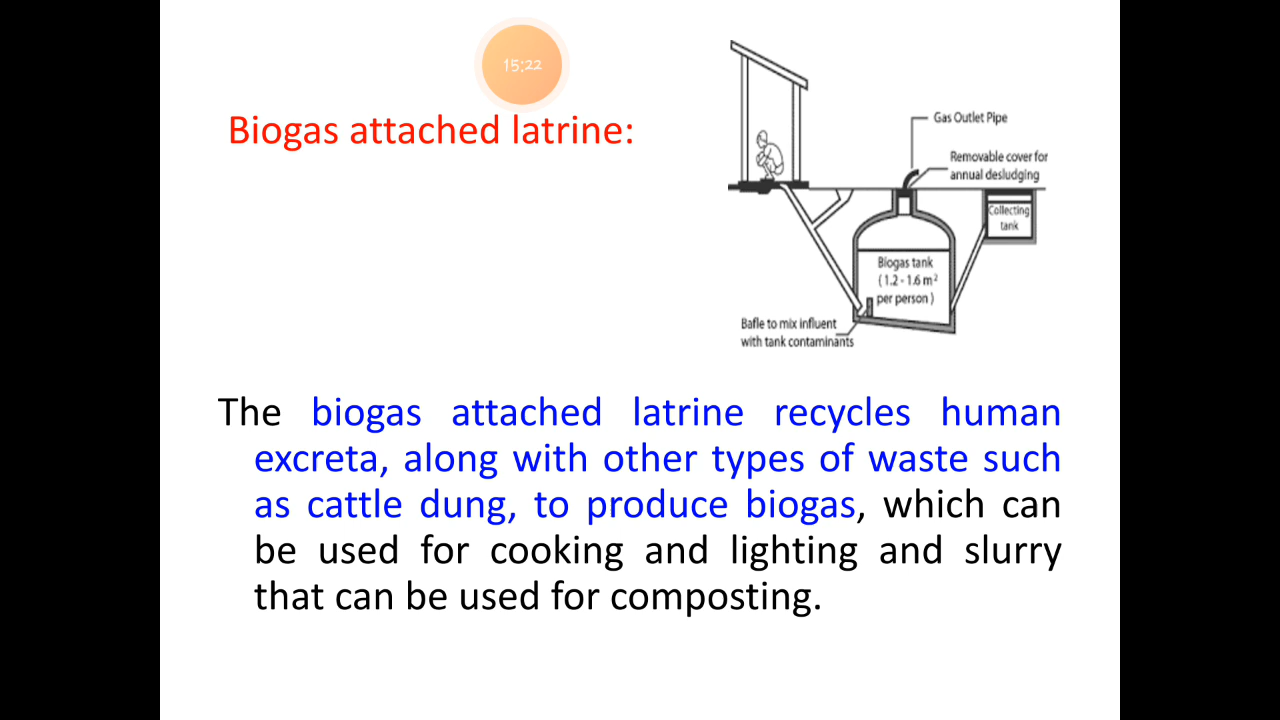 15:22
Biogas attached latrine:
Gas Outlet Pipe
Removable cover for
annual desludging
Collecting
tank
Biogas tank
( 1.2 - 1.6 m²
per person )
Bafle to mix influent
with tank contaminants
The biogas attached latrine recycles human
excreta, along with other types of waste such
as cattle dung, to produce biogas, which can
be used for cooking and lighting and slurry
that can be used for composting.